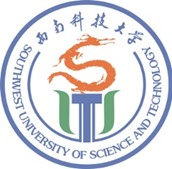 西南科技大学
SOUTHWEST UNIVERSITY OF SCIENCE AND TECHNOLOGY